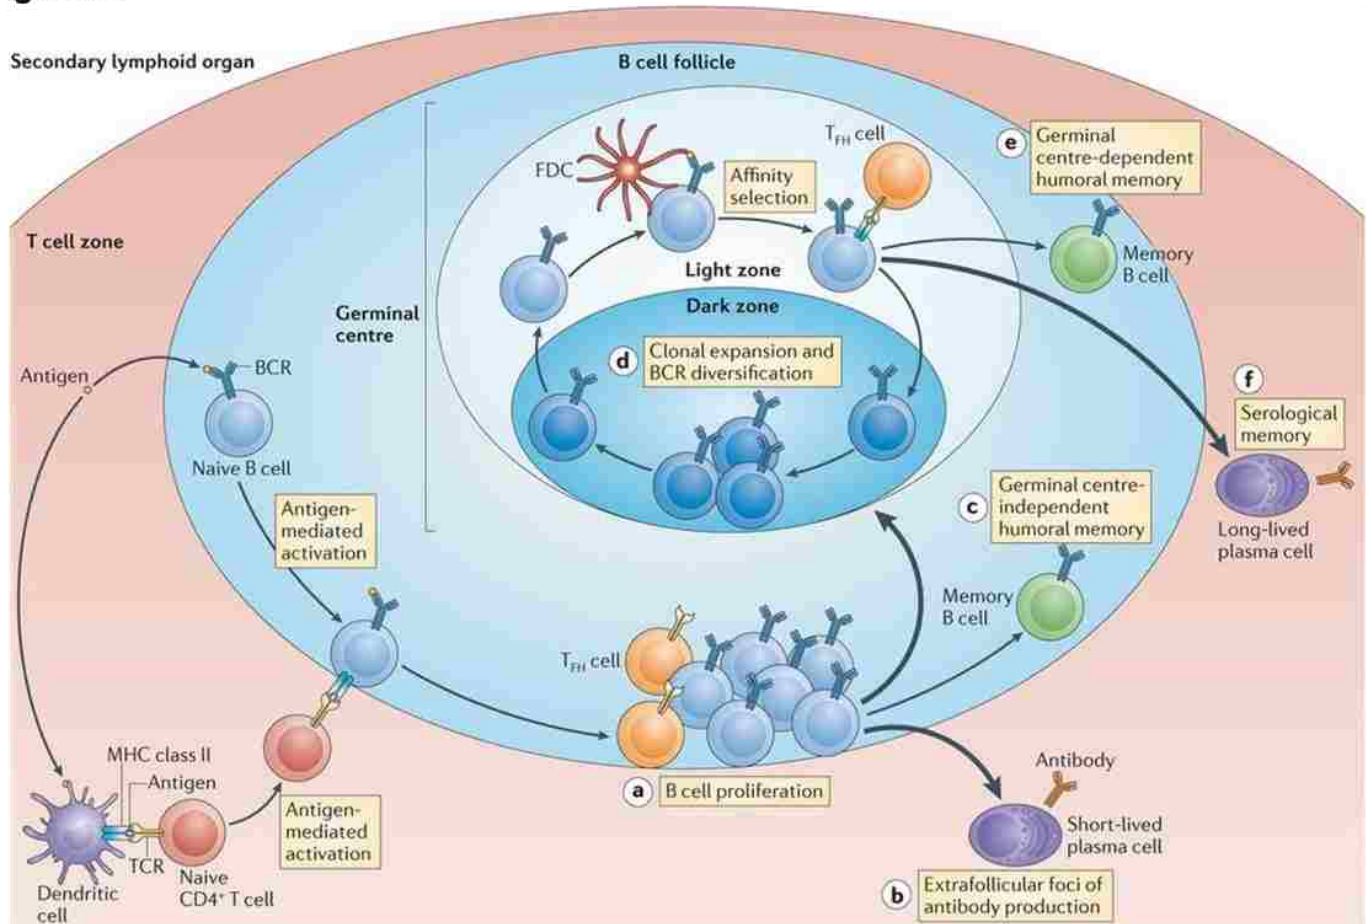 Secondary lymphoid organ
B cell follicle
T cell zone
Germinal
centre
FDC
Affinity
selection
T_FH cell
e
Germinal
centre-dependent
humoral memory
Memory
B cell
Light zone
Dark zone
d
Clonal expansion and
BCR diversification
Antigen
BCR
Naive B cell
Antigen-
mediated
activation
f
Serological
memory
Long-lived
plasma cell
c
Germinal centre-
independent
humoral memory
Memory
B cell
T_FH cell
a
B cell proliferation
MHC class II
Antigen
TCR
Dendritic
cell
Naive
CD4⁺ T cell
Antigen-
mediated
activation
Antibody
Short-lived
plasma cell
b
Extrafollicular foci of
antibody production